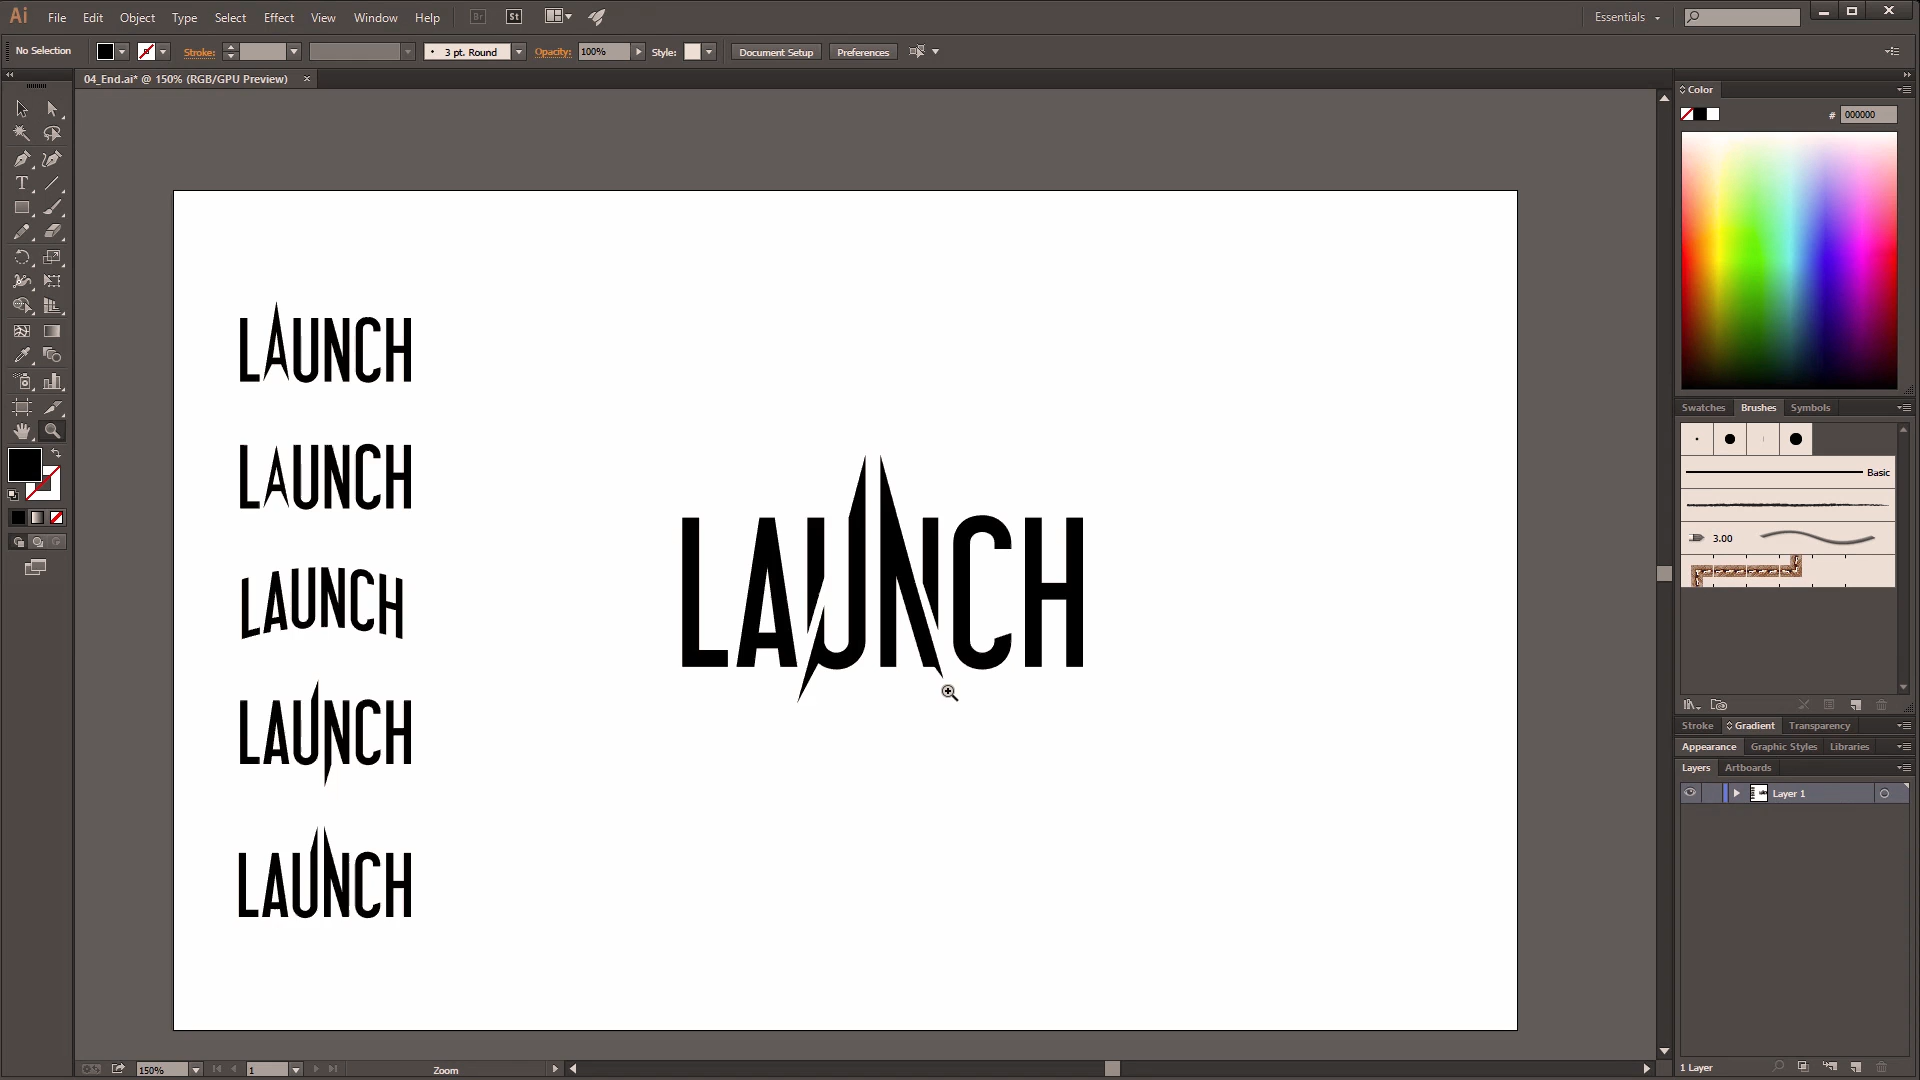 Ai File Edit Object Type Select Effect View Window Help Br St Essentials
No Selection Stroke: 3 pt. Round Opacity: 100% Style: Document Setup Preferences
04_End.ai* @ 150% (RGB/GPU Preview) ×
Color
# 000000
LAUNCH
LAUNCH
LAUNCH
LAUNCH
LAUNCH
LAUNCH
Swatches Brushes Symbols
Basic
3.00
Stroke Gradient Transparency
Appearance Graphic Styles Libraries
Layers Artboards
Layer 1
1 Layer
150% 1 Zoom